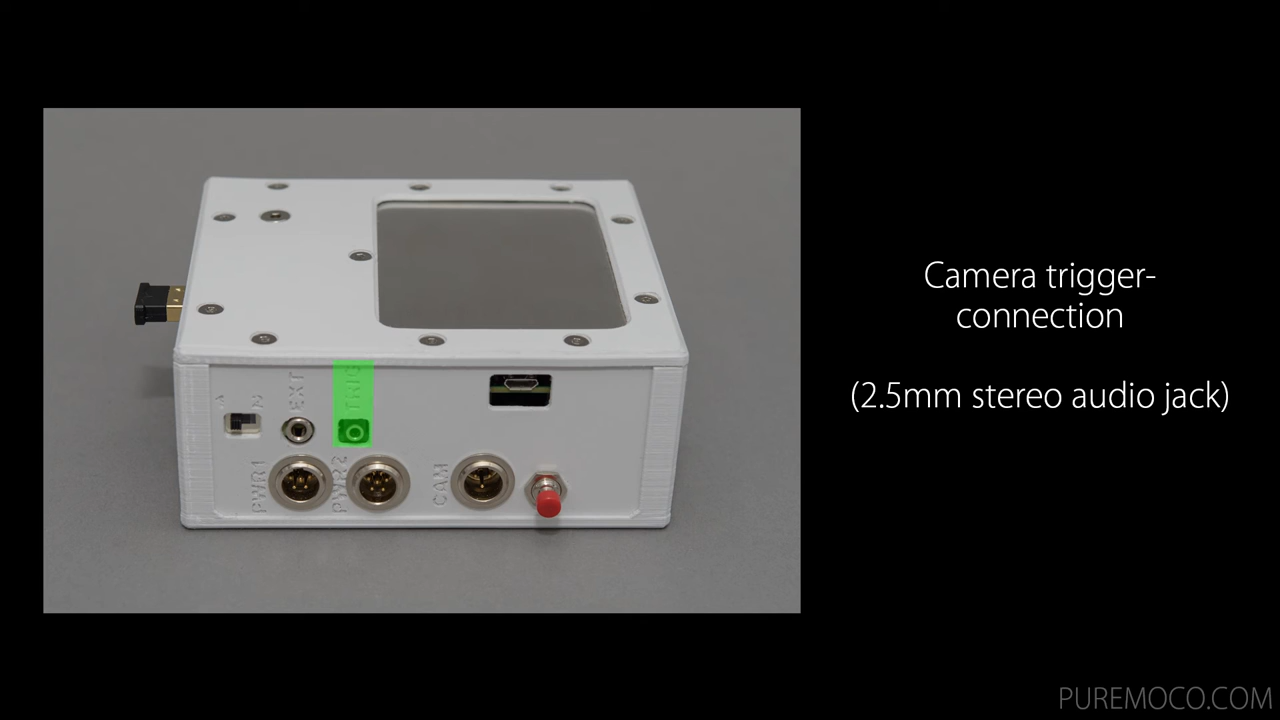 Camera trigger-
connection
(2.5mm stereo audio jack)
EXT
TRIG
PWR1
PWR2
CAM
PUREMOCO.COM